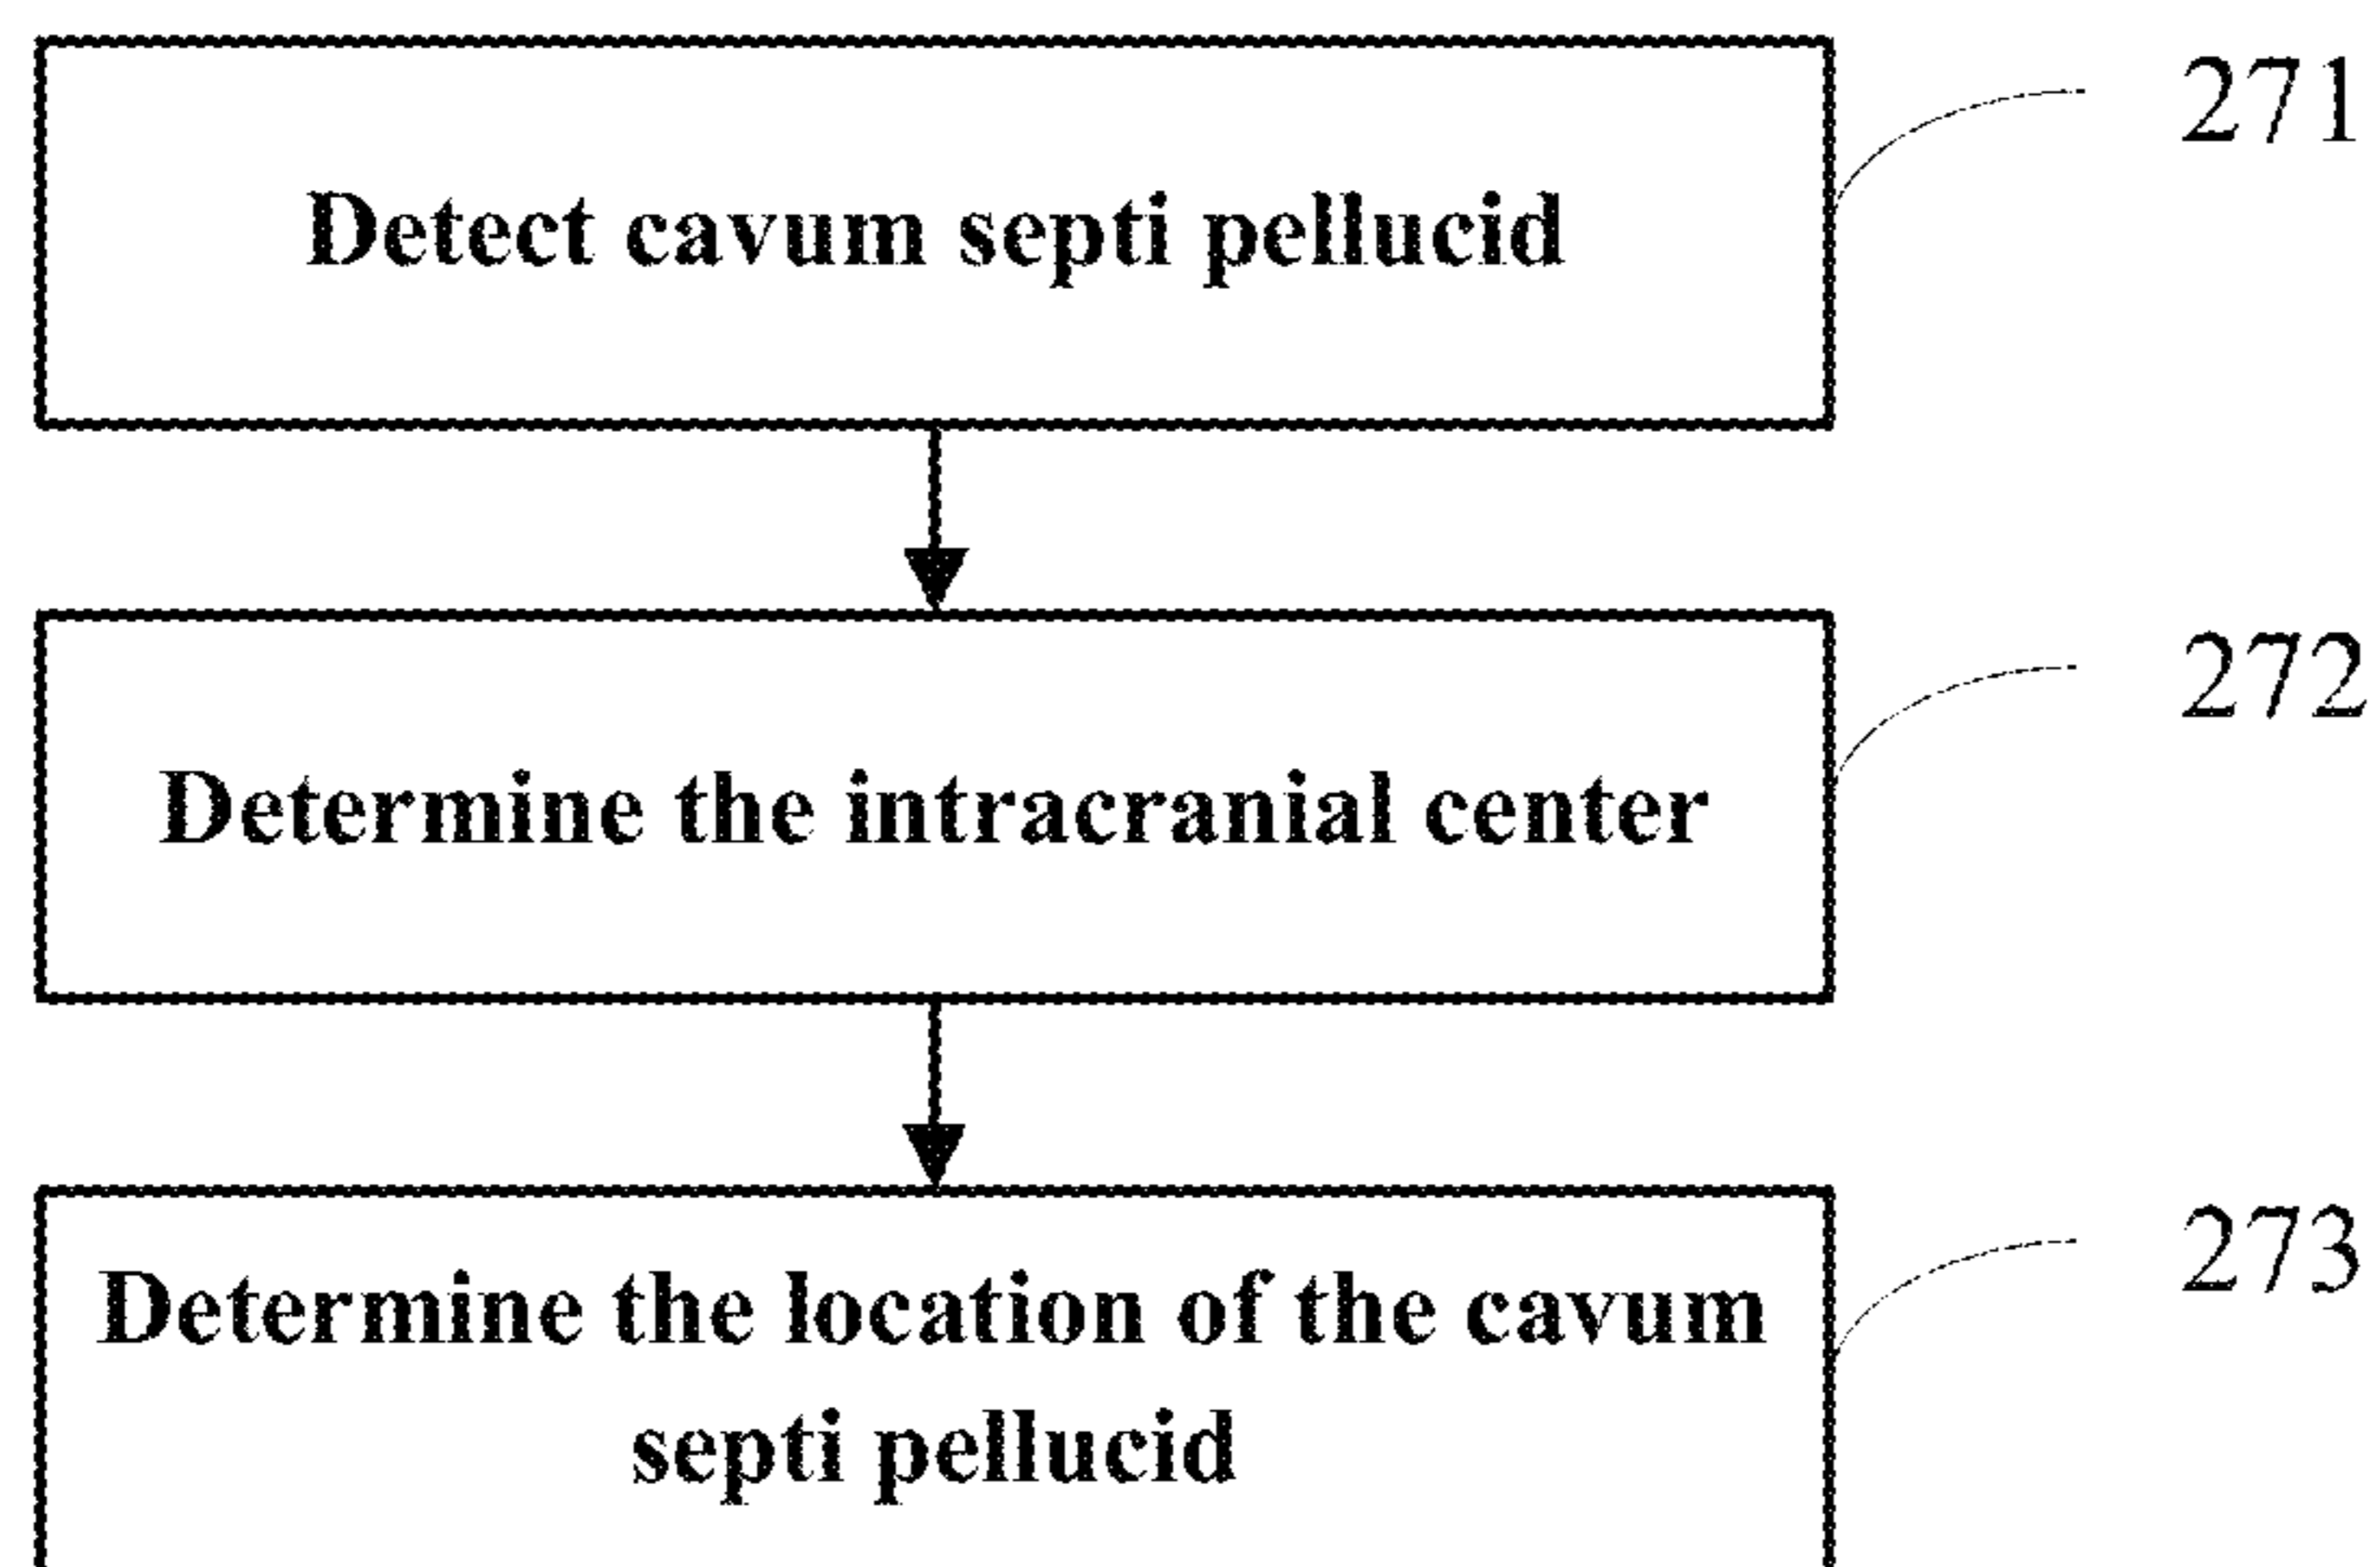 271
Detect cavum septi pellucid
272
Determine the intracranial center
273
Determine the location of the cavum
septi pellucid